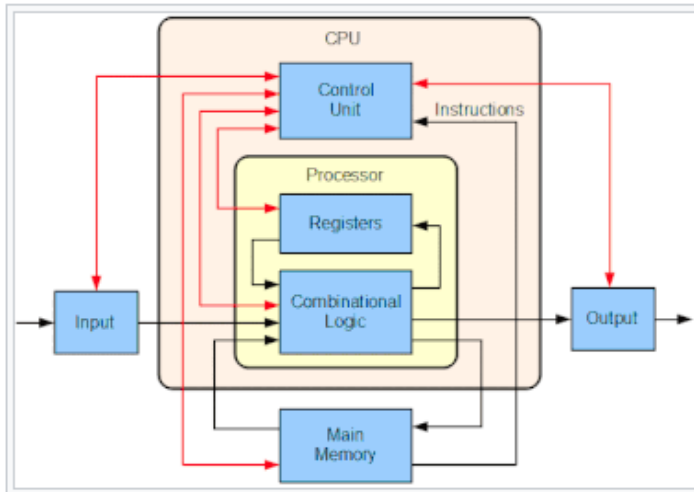 CPU
Control
Unit
Instructions
Processor
Registers
Combinational
Logic
Input
Output
Main
Memory